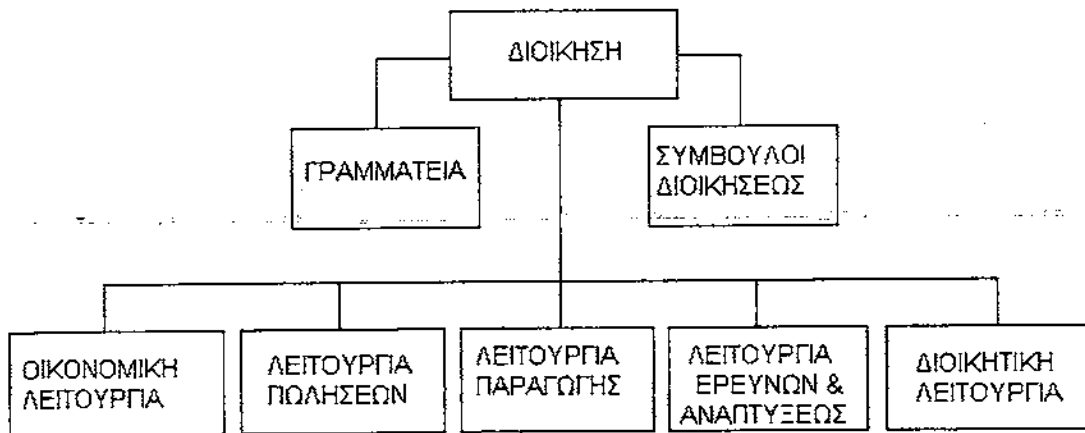 ΔΙΟΙΚΗΣΗ
ΓΡΑΜΜΑΤΕΙΑ
ΣΥΜΒΟΥΛΟΙ
ΔΙΟΙΚΗΣΕΩΣ
ΟΙΚΟΝΟΜΙΚΗ
ΛΕΙΤΟΥΡΓΙΑ
ΛΕΙΤΟΥΡΓΙΑ
ΠΩΛΗΣΕΩΝ
ΛΕΙΤΟΥΡΓΙΑ
ΠΑΡΑΓΩΓΗΣ
ΛΕΙΤΟΥΡΓΙΑ
ΕΡΕΥΝΩΝ &
ΑΝΑΠΤΥΞΕΩΣ
ΔΙΟΙΚΗΤΙΚΗ
ΛΕΙΤΟΥΡΓΙΑ